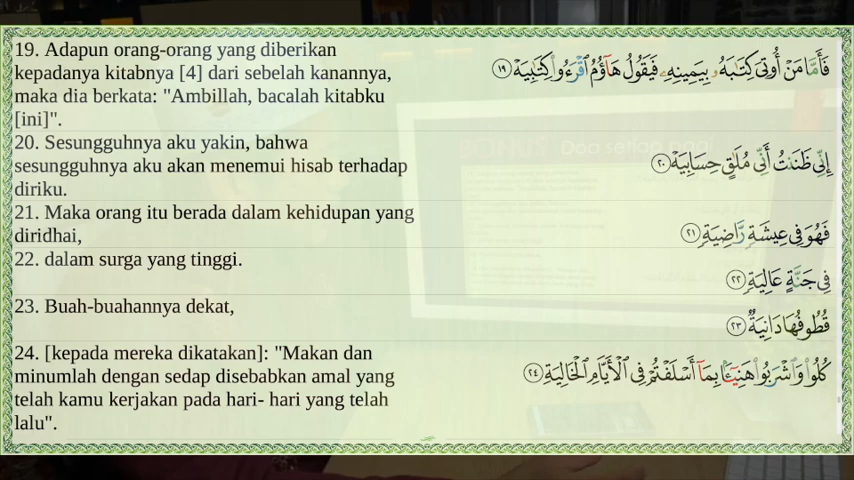 19. Adapun orang-orang yang diberikan
kepadanya kitabnya [4] dari sebelah kanannya,
maka dia berkata: "Ambillah, bacalah kitabku
[ini]".
فَأَمَّا مَنْ أُوتِىَ كِتَٰبَهُۥ بِيَمِينِهِۦ فَيَقُولُ هَآؤُمُ ٱقْرَءُوا۟ كِتَٰبِيَهْ ١٩
20. Sesungguhnya aku yakin, bahwa
sesungguhnya aku akan menemui hisab terhadap
diriku.
إِنِّى ظَنَنتُ أَنِّى مُلَٰقٍ حِسَابِيَهْ ٢٠
21. Maka orang itu berada dalam kehidupan yang
diridhai,
فَهُوَ فِى عِيشَةٍ رَّاضِيَةٍ ٢١
22. dalam surga yang tinggi.
فِى جَنَّةٍ عَالِيَةٍ ٢٢
23. Buah-buahannya dekat,
قُطُوفُهَا دَانِيَةٌ ٢٣
24. [kepada mereka dikatakan]: "Makan dan
minumlah dengan sedap disebabkan amal yang
telah kamu kerjakan pada hari- hari yang telah
lalu".
كُلُوا۟ وَٱشْرَبُوا۟ هَنِيٓـًٔۢا بِمَآ أَسْلَفْتُمْ فِى ٱلْأَيَّامِ ٱلْخَالِيَةِ ٢٤